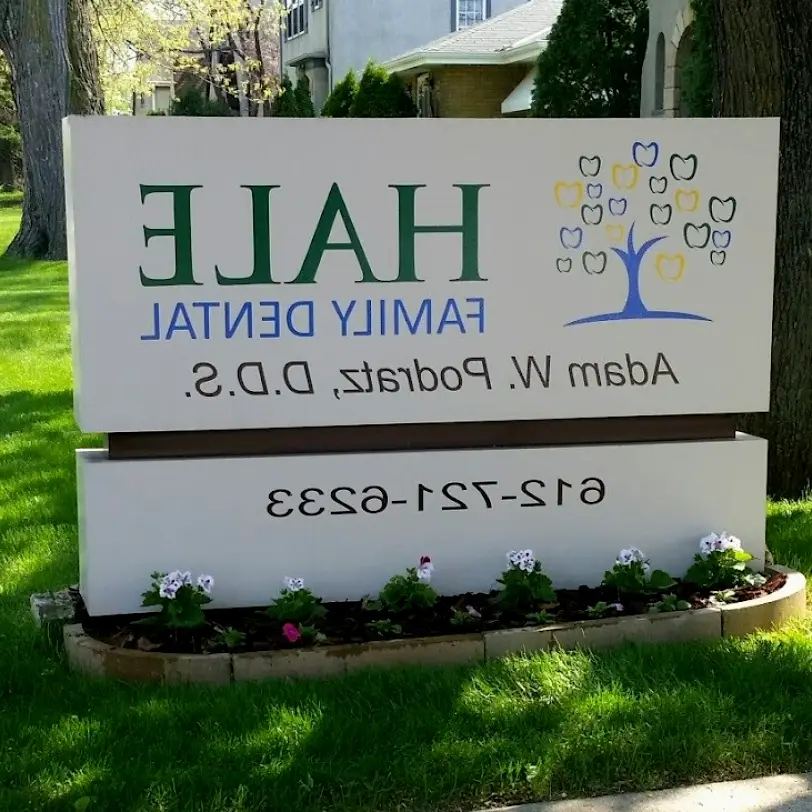 HALE
FAMILY DENTAL
Adam W. Podratz, D.D.S.
612-721-6233